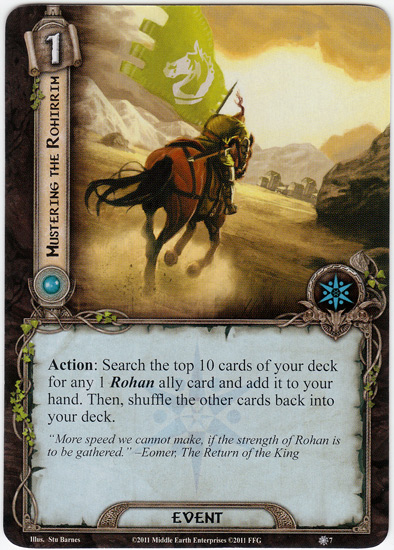 1
Mustering the Rohirrim
Action: Search the top 10 cards of your deck
for any 1 Rohan ally card and add it to your
hand. Then, shuffle the other cards back into
your deck.
“More speed we cannot make, if the strength of Rohan is
to be gathered.” –Eomer, The Return of the King
EVENT
Illus. Stu Barnes ©2011 Middle Earth Enterprises ©2011 FFG 7